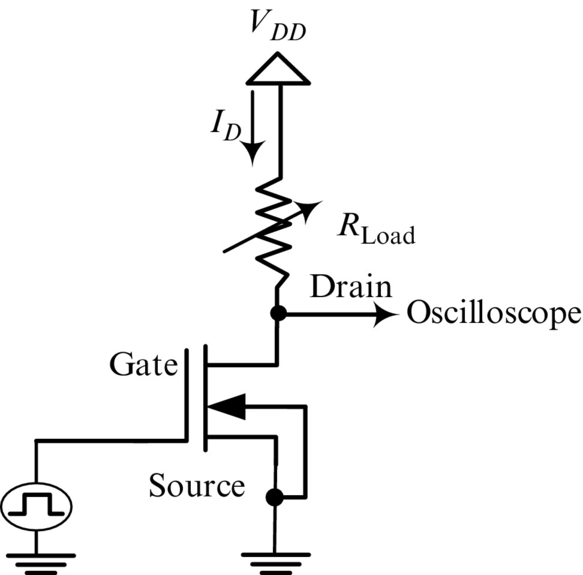 V_DD
I_D
R_Load
Drain
Oscilloscope
Gate
Source